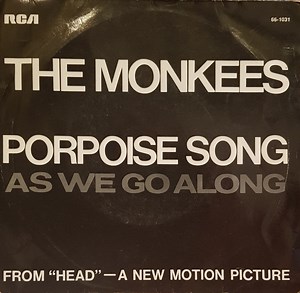 RCA 66-1031
THE MONKEES
PORPOISE SONG
AS WE GO ALONG
FROM "HEAD"—A NEW MOTION PICTURE